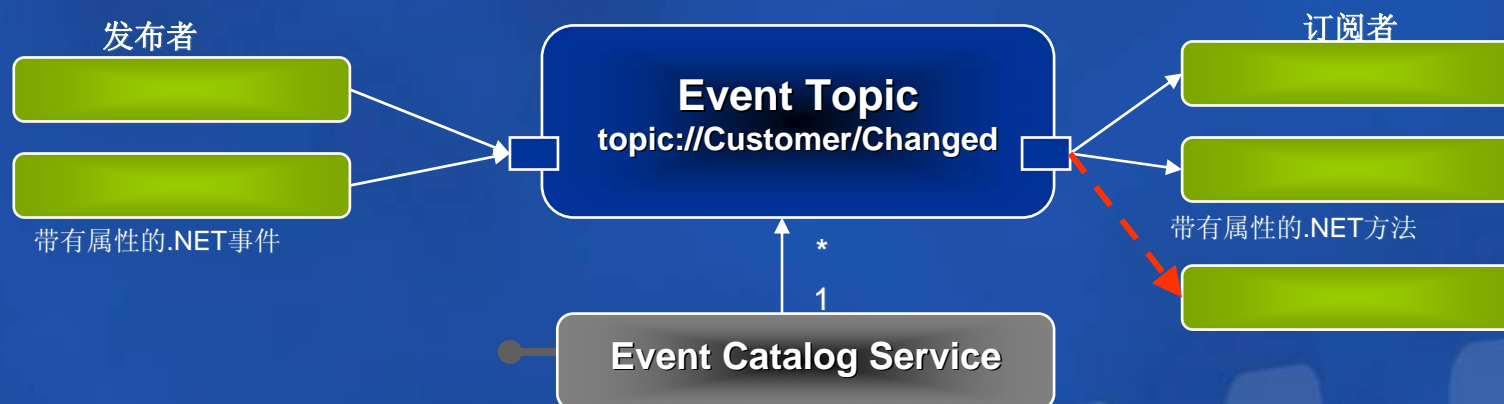 发布者
订阅者
Event Topic
topic://Customer/Changed
带有属性的.NET事件
带有属性的.NET方法
*
1
Event Catalog Service